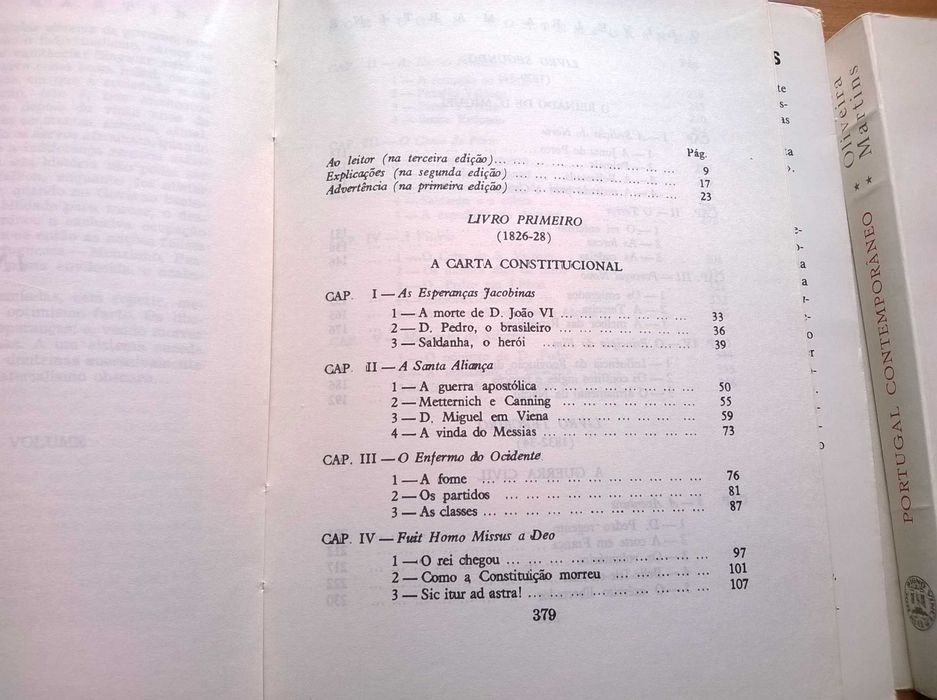 Pág.
Ao leitor (na terceira edição)... ... ... ... ... ... ... ... ... 9
Explicações (na segunda edição) ... ... ... ... ... ... ... ... 17
Advertência (na primeira edição) ... ... ... ... ... ... ... ... 23
LIVRO PRIMEIRO
(1826-28)
A CARTA CONSTITUCIONAL
CAP. I — As Esperanças Jacobinas
1 — A morte de D. João VI ... ... ... ... ... ... ... 33
2 — D. Pedro, o brasileiro ... ... ... ... ... ... ... 36
3 — Saldanha, o herói ... ... ... ... ... ... ... ... 39
CAP. II — A Santa Aliança
1 — A guerra apostólica ... ... ... ... ... ... ... ... 50
2 — Metternich e Canning ... ... ... ... ... ... ... 55
3 — D. Miguel em Viena ... ... ... ... ... ... ... ... 59
4 — A vinda do Messias ... ... ... ... ... ... ... ... 73
CAP. III — O Enfermo do Ocidente
1 — A fome ... ... ... ... ... ... ... ... ... ... 76
2 — Os partidos ... ... ... ... ... ... ... ... ... 81
3 — As classes ... ... ... ... ... ... ... ... ... ... 87
CAP. IV — Fuit Homo Missus a Deo
1 — O rei chegou ... ... ... ... ... ... ... ... ... 97
2 — Como a Constituição morreu ... ... ... ... ... 101
3 — Sic itur ad astra! ... ... ... ... ... ... ... ... 107
379
Oliveira
Martins
PORTUGAL CONTEMPORÂNEO